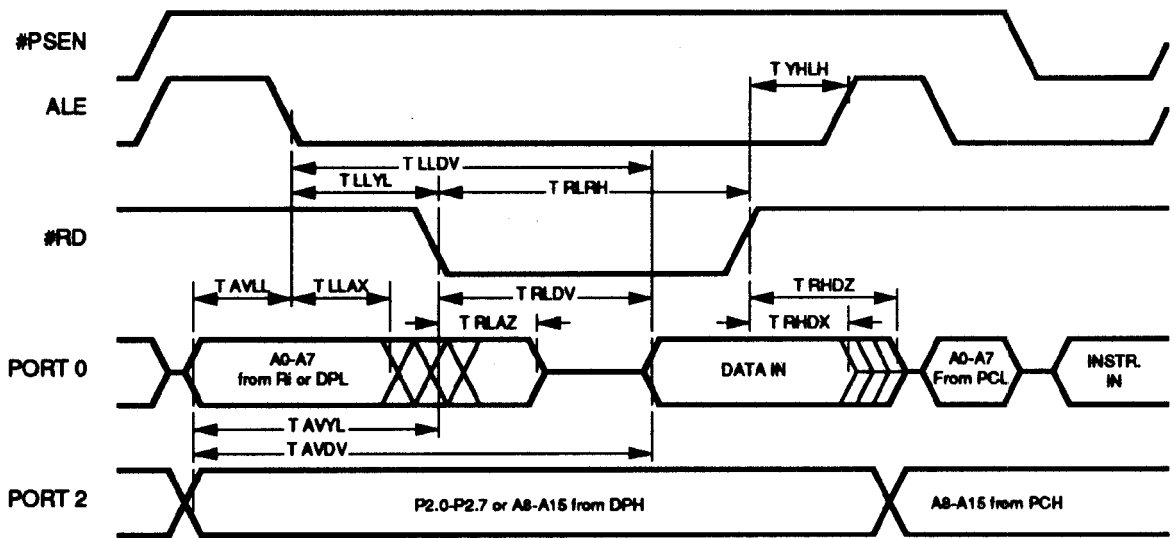 #PSEN
T YHLH
ALE
T LLDV
T LLYL
T RLRH
#RD
T AVLL
T LLAX
T RLDV
T RHDZ
T RLAZ
T RHDX
PORT 0
A0-A7
from Ri or DPL
DATA IN
A0-A7
From PCL
INSTR.
IN
T AVYL
T AVDV
PORT 2
P2.0-P2.7 or A8-A15 from DPH
A8-A15 from PCH